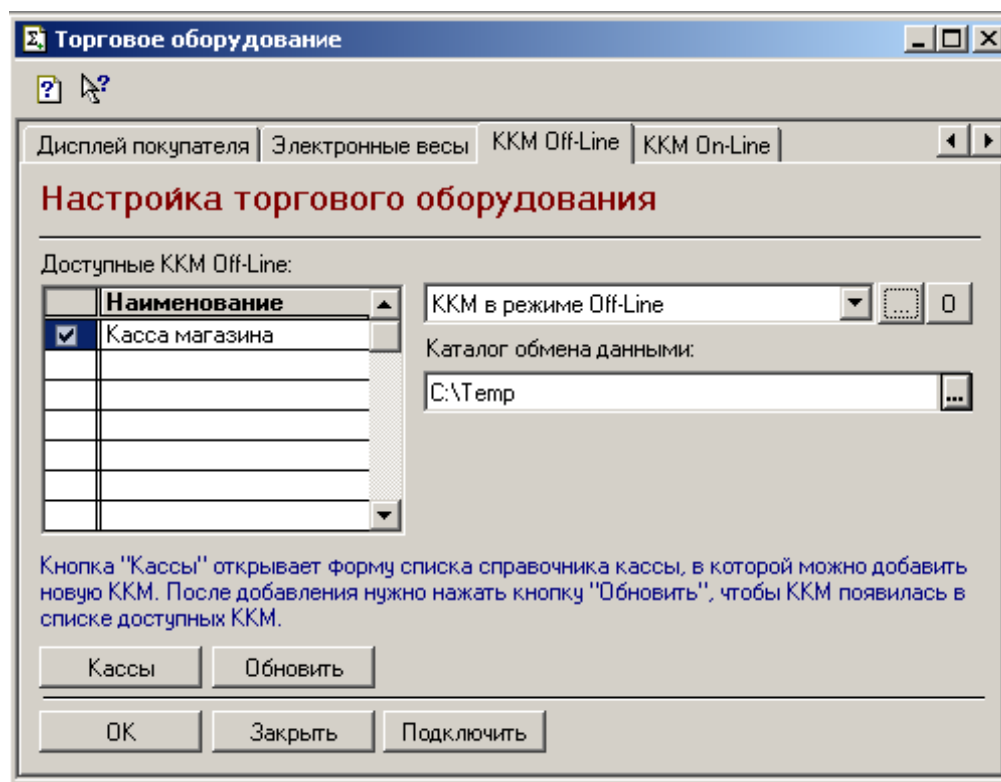 Торговое оборудование
Дисплей покупателя Электронные весы ККМ Off-Line ККМ On-Line
Настройка торгового оборудования
Доступные ККМ Off-Line:
Наименование
Касса магазина
ККМ в режиме Off-Line ... О
Каталог обмена данными:
C:\Temp ...
Кнопка "Кассы" открывает форму списка справочника кассы, в которой можно добавить
новую ККМ. После добавления нужно нажать кнопку "Обновить", чтобы ККМ появилась в
списке доступных ККМ.
Кассы Обновить
OK Закрыть Подключить